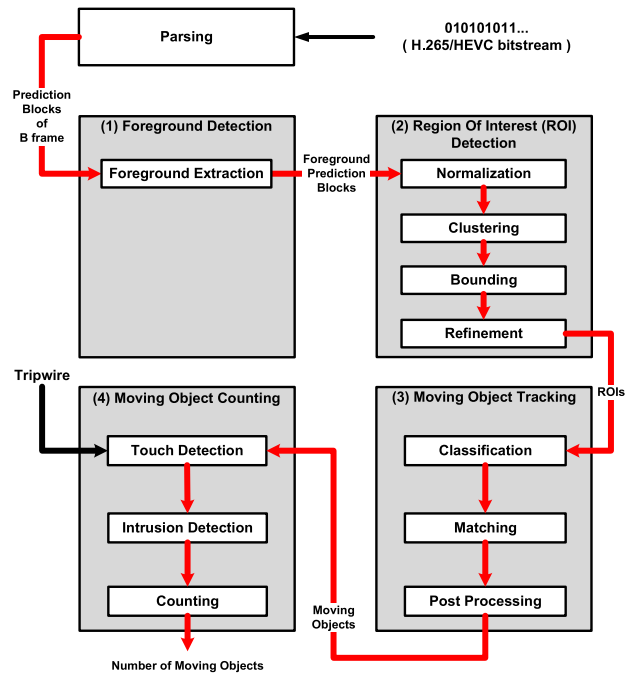 Parsing
010101011...
( H.265/HEVC bitstream )
Prediction
Blocks
of
B frame
(1) Foreground Detection
Foreground Extraction
Foreground
Prediction
Blocks
(2) Region Of Interest (ROI)
Detection
Normalization
Clustering
Bounding
Refinement
ROIs
(3) Moving Object Tracking
Classification
Matching
Post Processing
Moving
Objects
Tripwire
(4) Moving Object Counting
Touch Detection
Intrusion Detection
Counting
Number of Moving Objects